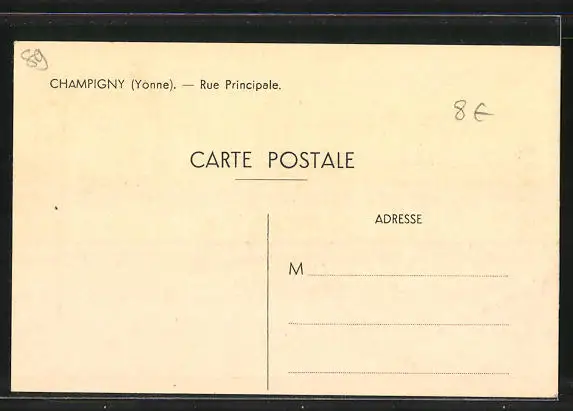 89
CHAMPIGNY (Yonne). — Rue Principale.
8€
CARTE POSTALE
ADRESSE
M